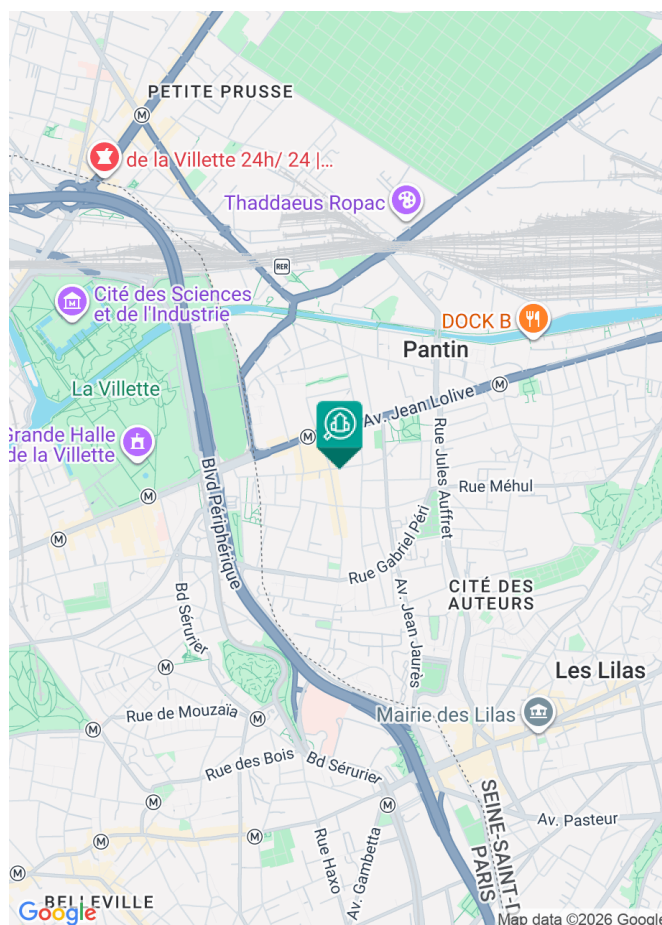 PETITE PRUSSE
M
de la Villette 24h/ 24 |...
Thaddaeus Ropac
RER
Cité des Sciences
et de l'Industrie
DOCK B
Pantin
La Villette
M
Av. Jean Lolive
M
Grande Halle
de la Villette
Rue Jules Auffret
M
Blvd Périphérique
Rue Méhul
M
Rue Gabriel Péri
CITÉ DES
AUTEURS
Bd Sérurier
Av. Jean Jaurès
M
Les Lilas
Rue de Mouzaïa
M
Mairie des Lilas
M
Rue des Bois
Bd Sérurier
SEINE-SAINT-D
PARIS
M
M
Av. Pasteur
M
Rue Haxo
Av. Gambetta
M
BELLEVILLE
Google
Map data ©2026 Google